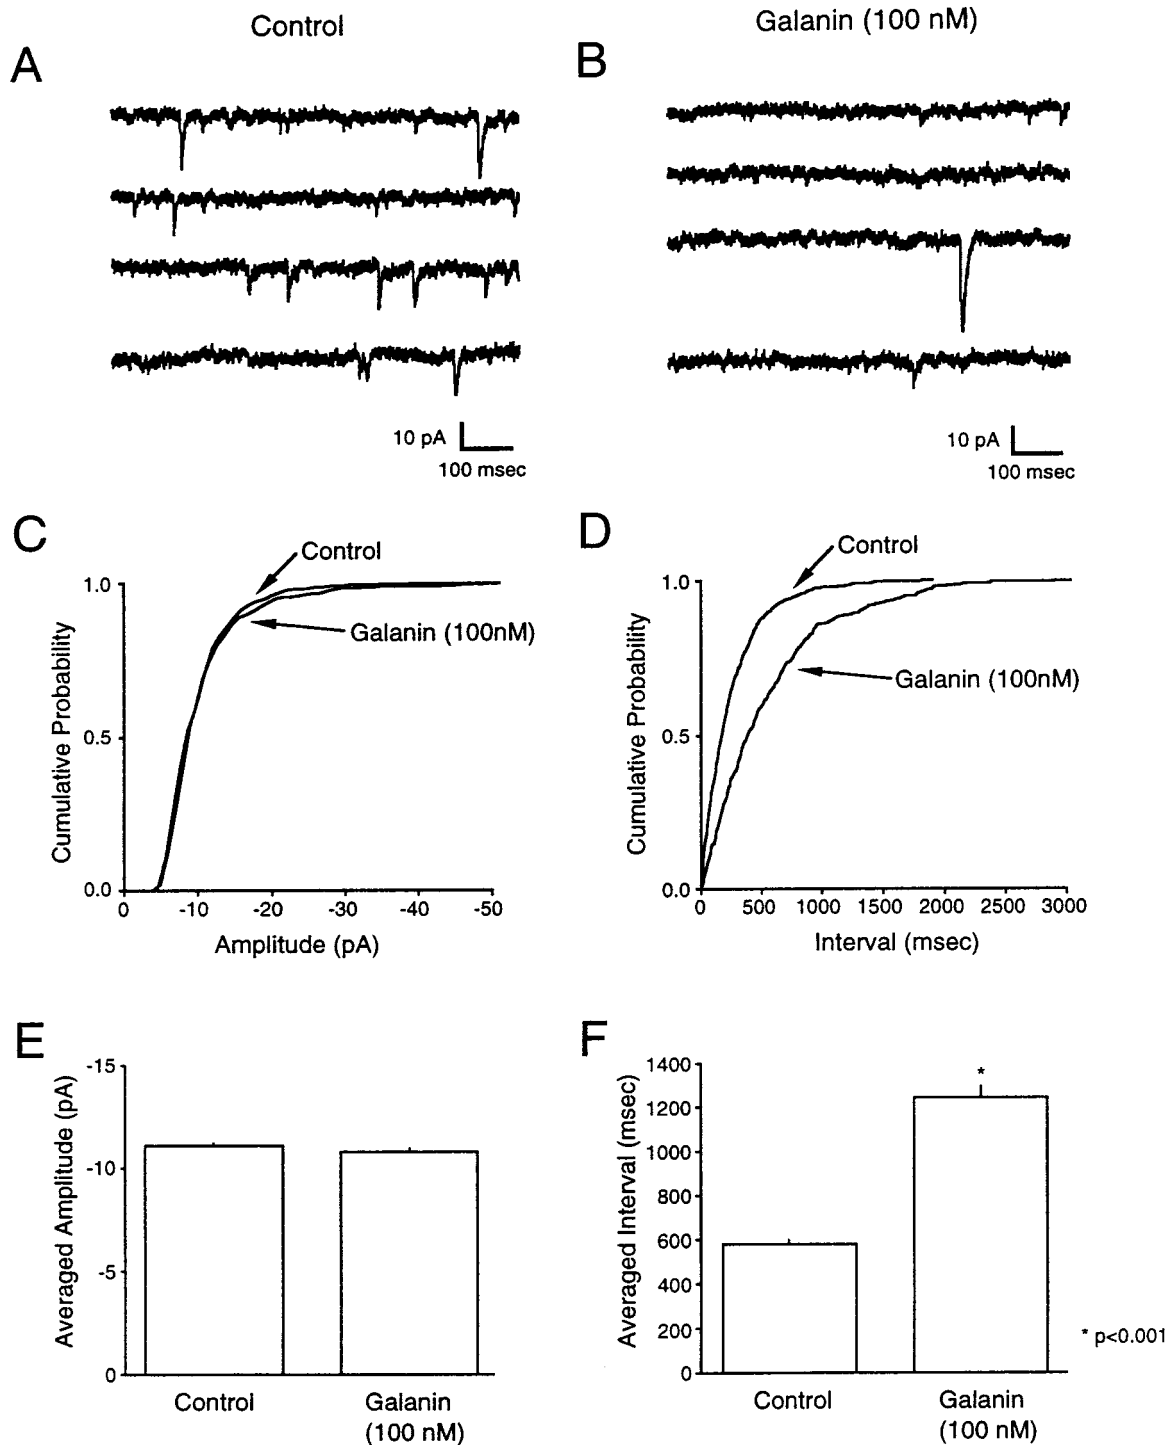 Control
Galanin (100 nM)
A
B
10 pA
100 msec
10 pA
100 msec
C
Control
Galanin (100nM)
1.0
0.5
0.0
Cumulative Probability
0 -10 -20 -30 -40 -50
Amplitude (pA)
D
Control
Galanin (100nM)
1.0
0.5
0.0
Cumulative Probability
0 500 1000 1500 2000 2500 3000
Interval (msec)
E
-15
-10
-5
0
Averaged Amplitude (pA)
Control
Galanin
(100 nM)
F
1400
1200
1000
800
600
400
200
0
Averaged Interval (msec)
*
* p<0.001
Control
Galanin
(100 nM)